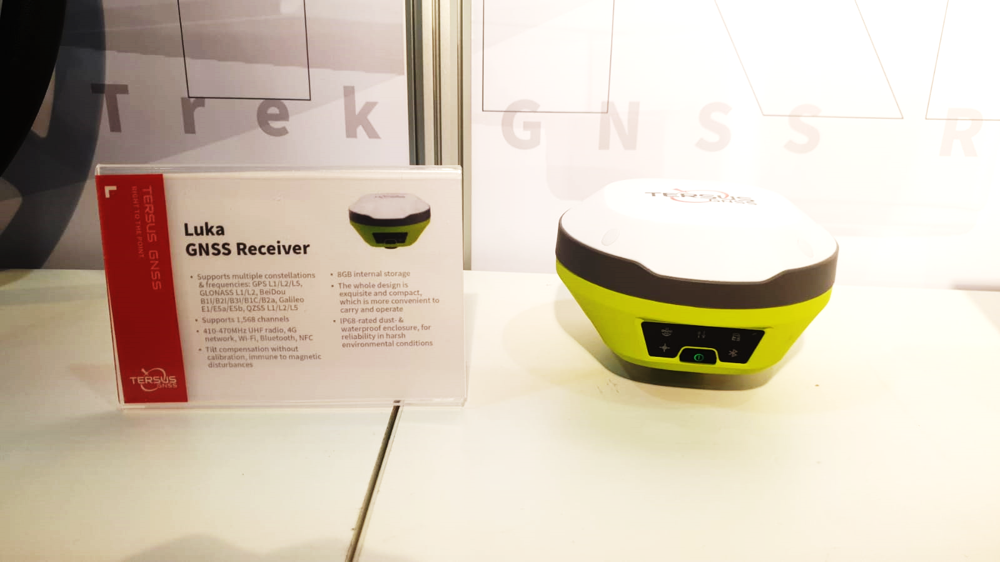 Trek
GNSS R
TERSUS GNSS
RIGHT TO THE POINT
Luka
GNSS Receiver
• Supports multiple constellations
& frequencies: GPS L1/L2/L5,
GLONASS L1/L2, BeiDou
B1I/B2I/B3I/B1C/B2a, Galileo
E1/E5a/E5b, QZSS L1/L2/L5
• Supports 1,568 channels
• 410-470MHz UHF radio, 4G
network, Wi-Fi, Bluetooth, NFC
• Tilt compensation without
calibration, immune to magnetic
disturbances
• 8GB internal storage
• The whole design is
exquisite and compact,
which is more convenient to
carry and operate
• IP68-rated dust- &
waterproof enclosure, for
reliability in harsh
environmental conditions
TERSUS
GNSS
TERSUS
GNSS